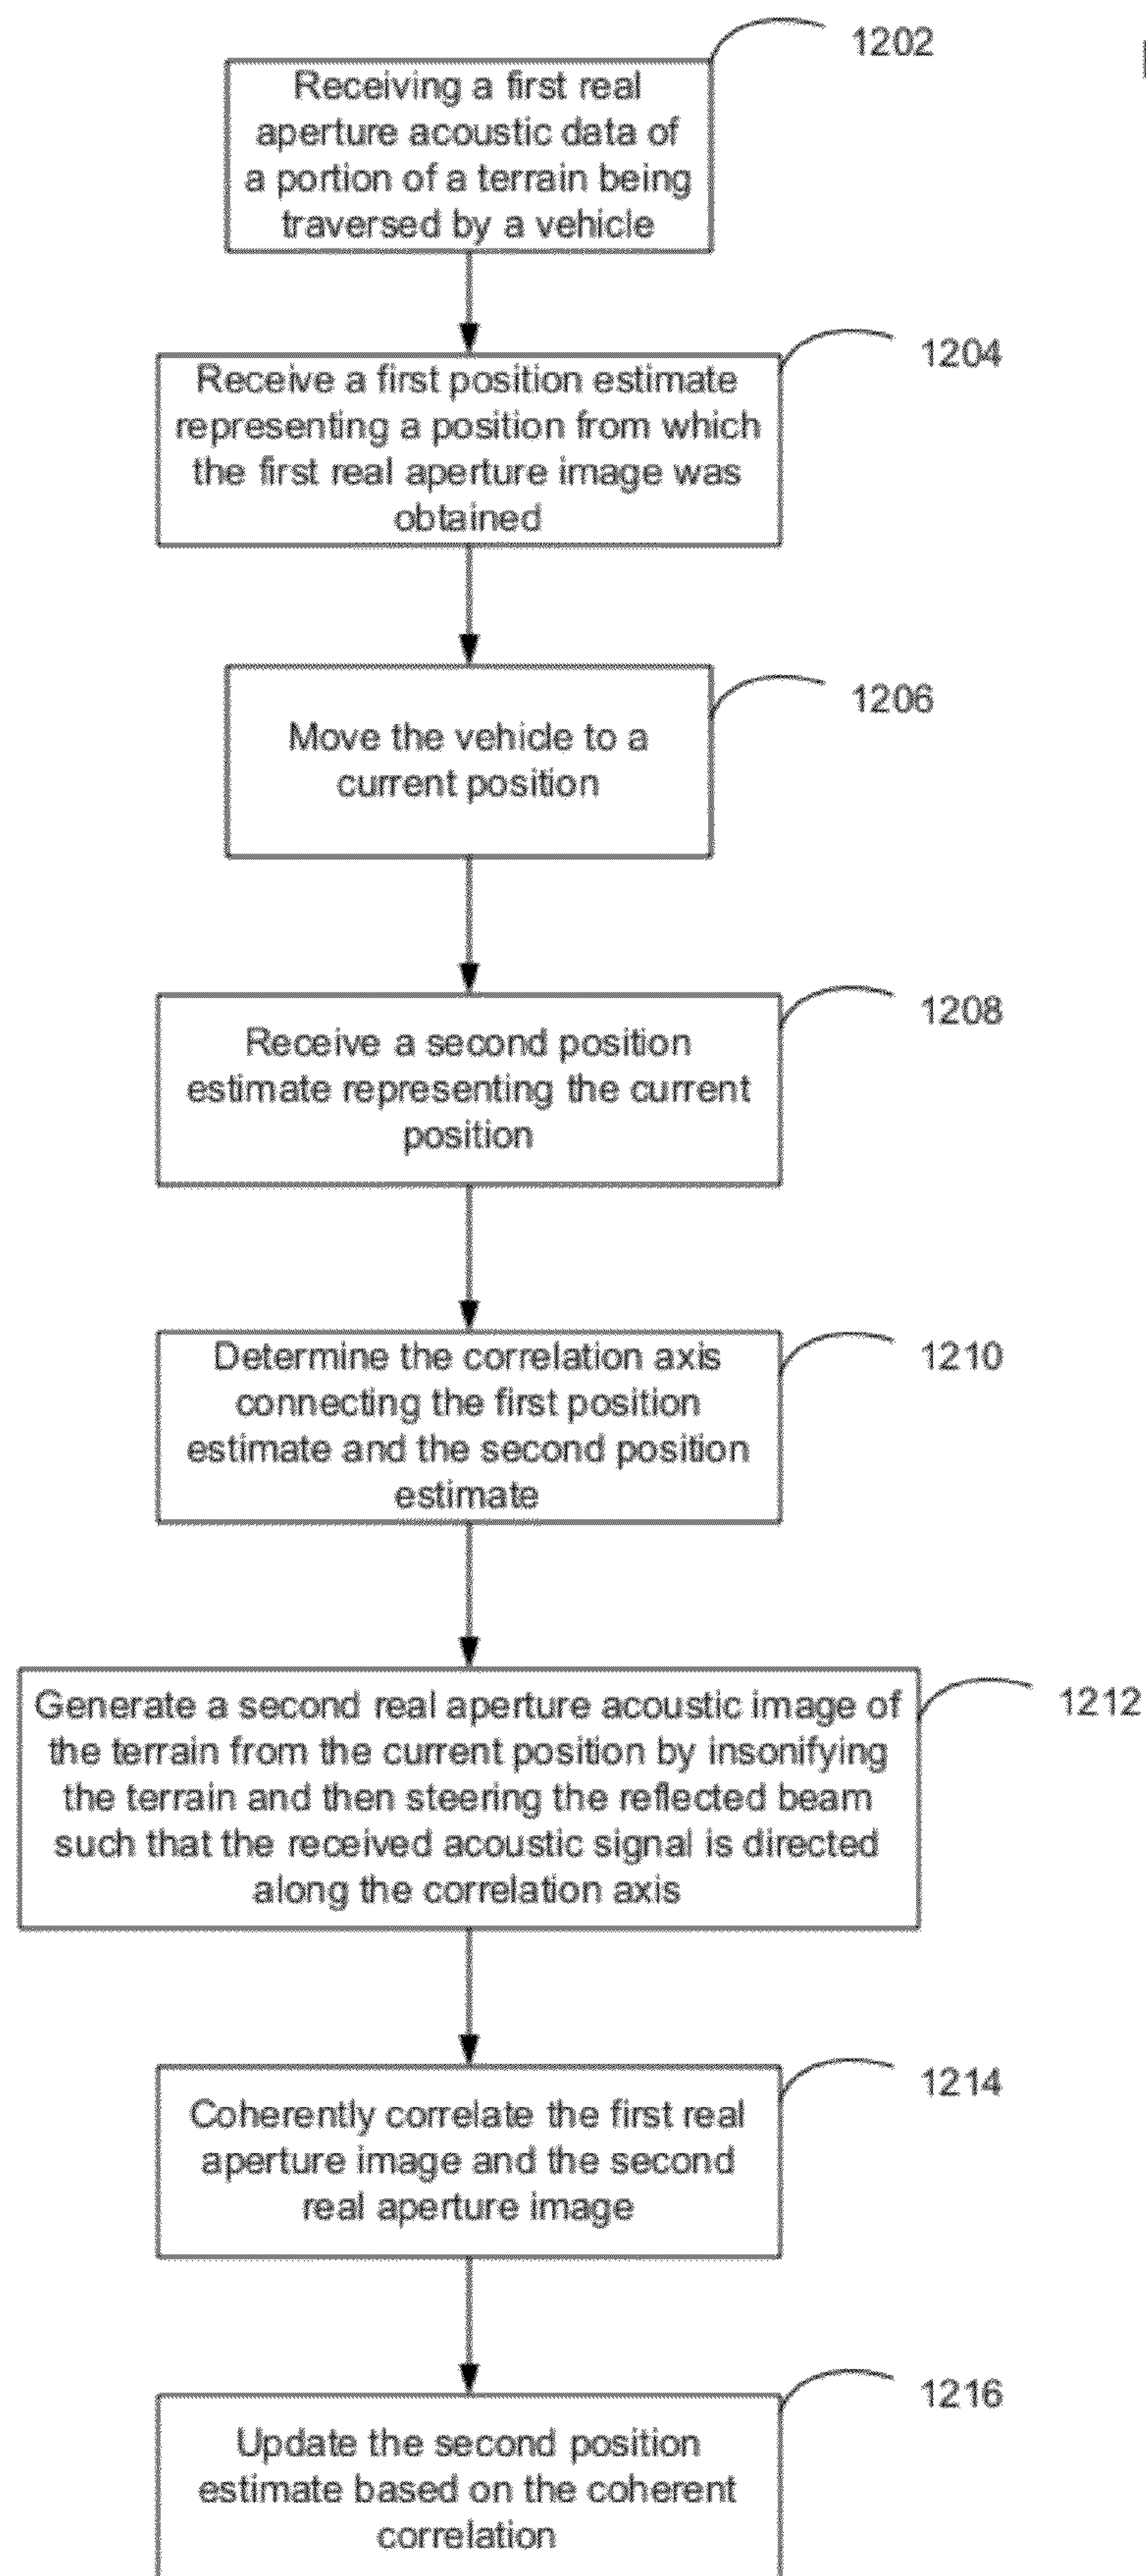 1202
Receiving a first real
aperture acoustic data of
a portion of a terrain being
traversed by a vehicle
1204
Receive a first position estimate
representing a position from which
the first real aperture image was
obtained
1206
Move the vehicle to a
current position
1208
Receive a second position
estimate representing the current
position
1210
Determine the correlation axis
connecting the first position
estimate and the second position
estimate
1212
Generate a second real aperture acoustic image of
the terrain from the current position by insonifying
the terrain and then steering the reflected beam
such that the received acoustic signal is directed
along the correlation axis
1214
Coherently correlate the first real
aperture image and the second
real aperture image
1216
Update the second position
estimate based on the coherent
correlation